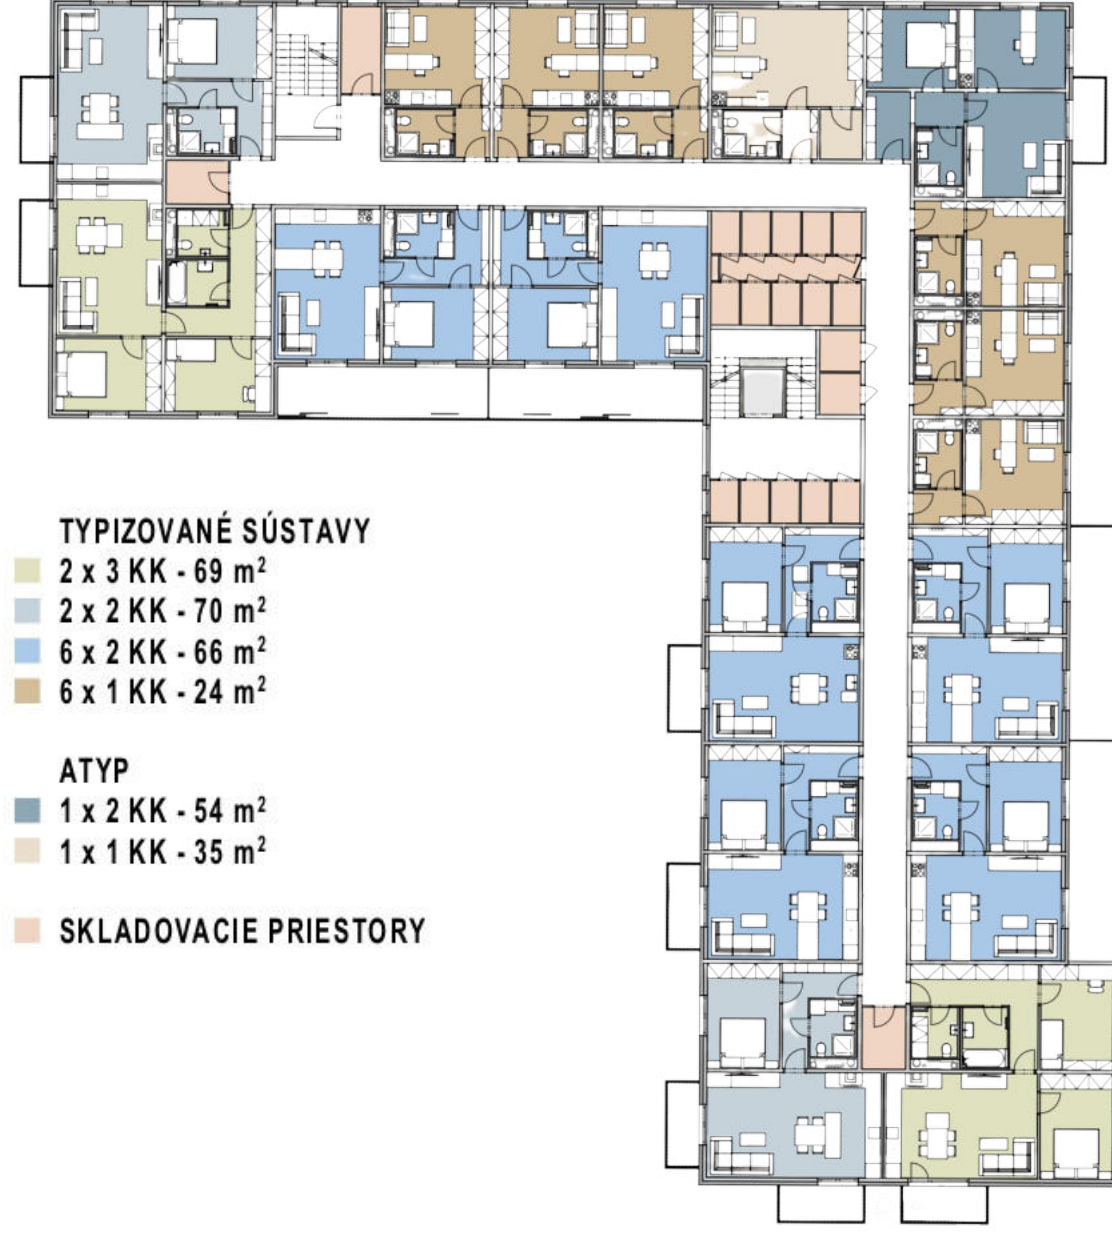 TYPIZOVANÉ SÚSTAVY
2 x 3 KK - 69 m²
2 x 2 KK - 70 m²
6 x 2 KK - 66 m²
6 x 1 KK - 24 m²
ATYP
1 x 2 KK - 54 m²
1 x 1 KK - 35 m²
SKLADOVACIE PRIESTORY